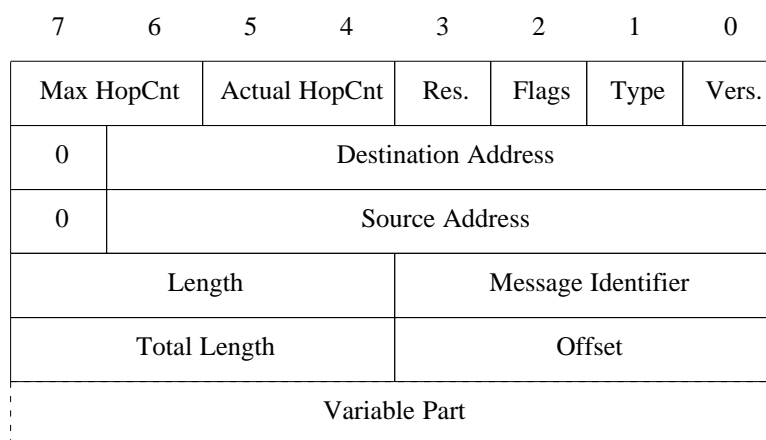 7 6 5 4 3 2 1 0
Max HopCnt Actual HopCnt Res. Flags Type Vers.
0 Destination Address
0 Source Address
Length Message Identifier
Total Length Offset
Variable Part